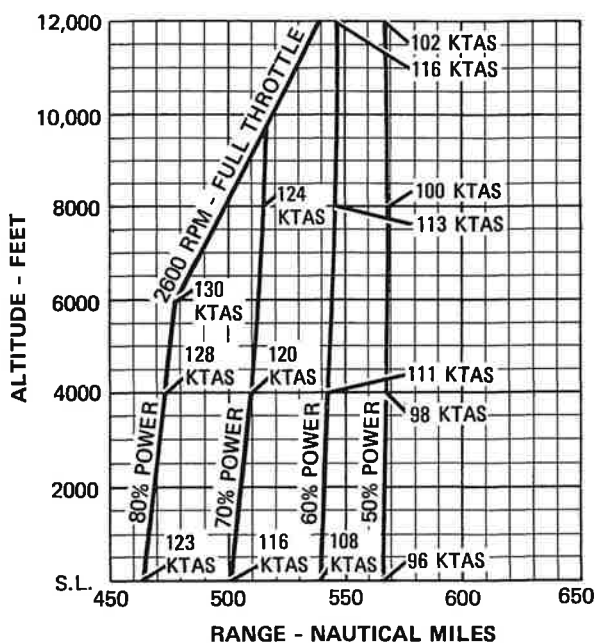 12,000
102 KTAS
116 KTAS
10,000
2600 RPM - FULL THROTTLE
124
KTAS
100 KTAS
8000
113 KTAS
130
KTAS
6000
ALTITUDE - FEET
128
KTAS
120
KTAS
111 KTAS
4000
98 KTAS
80% POWER
70% POWER
60% POWER
50% POWER
2000
123
KTAS
116
KTAS
108
KTAS
96 KTAS
S.L.
450
500
550
600
650
RANGE - NAUTICAL MILES